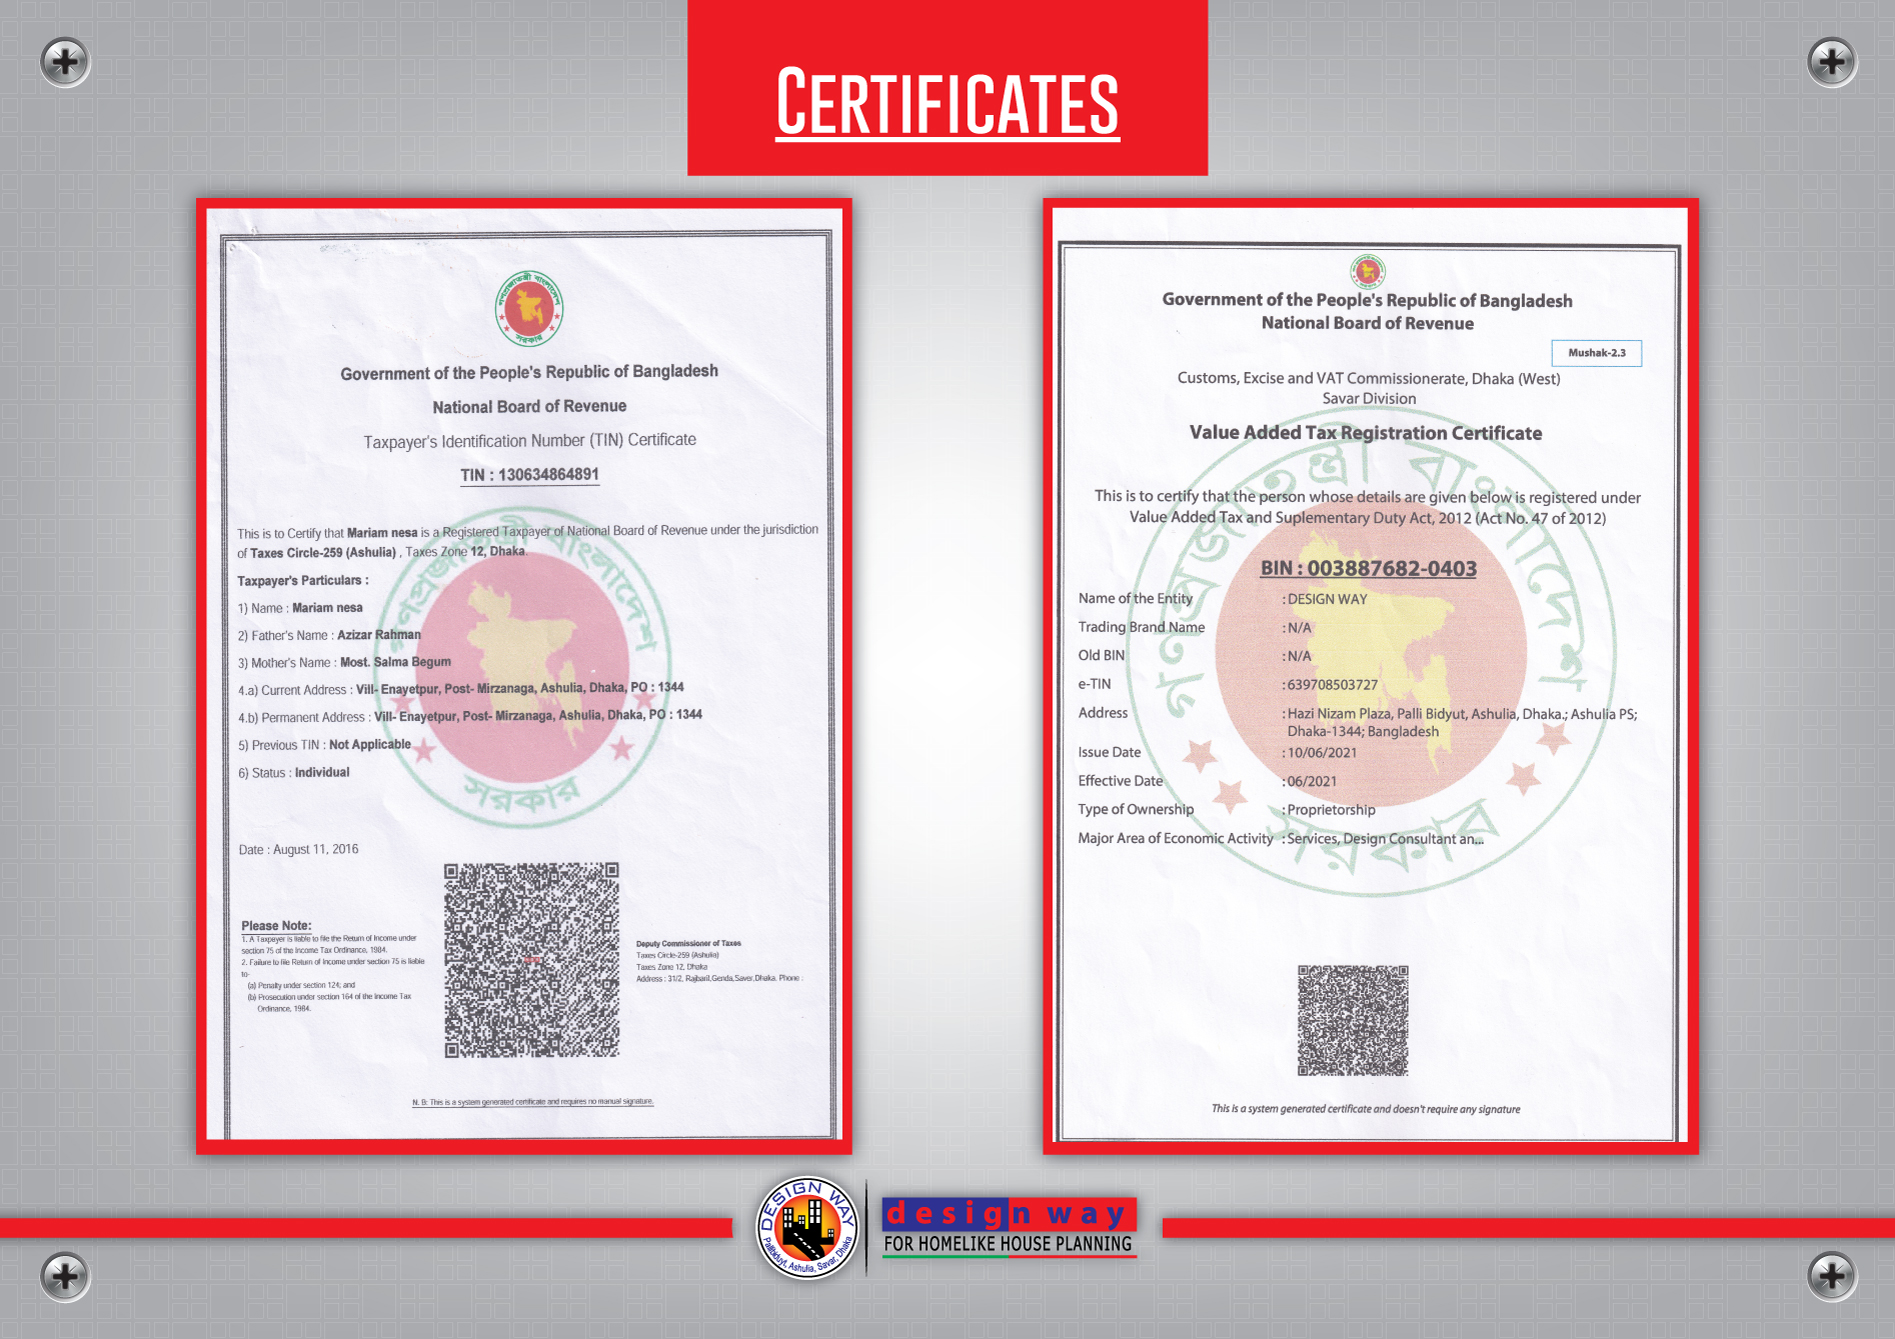 CERTIFICATES
গণপ্রজাতন্ত্রী বাংলাদেশ
সরকার
Government of the People's Republic of Bangladesh
National Board of Revenue
Taxpayer's Identification Number (TIN) Certificate
TIN : 130634864891
This is to Certify that Mariam nesa is a Registered Taxpayer of National Board of Revenue under the jurisdiction
of Taxes Circle-259 (Ashulia) , Taxes Zone 12, Dhaka.
Taxpayer's Particulars :
1) Name : Mariam nesa
2) Father's Name : Azizar Rahman
3) Mother's Name : Most. Salma Begum
4.a) Current Address : Vill- Enayetpur, Post- Mirzanaga, Ashulia, Dhaka, PO : 1344
4.b) Permanent Address : Vill- Enayetpur, Post- Mirzanaga, Ashulia, Dhaka, PO : 1344
5) Previous TIN : Not Applicable
6) Status : Individual
গণপ্রজাতন্ত্রী বাংলাদেশ
সরকার
Date : August 11, 2016
Please Note:
1. A Taxpayer is liable to file the Return of Income under
section 75 of the Income Tax Ordinance, 1984.
2. Failure to file Return of Income under section 75 is liable
to-
(a) Penalty under section 124; and
(b) Prosecution under section 164 of the Income Tax
Ordinance, 1984.
Deputy Commissioner of Taxes
Taxes Circle-259 (Ashulia)
Taxes Zone 12, Dhaka
Address : 31/2, Rajbaril,Genda,Saver,Dhaka. Phone :
N. B: This is a system generated certificate and requires no manual signature.
Government of the People's Republic of Bangladesh
National Board of Revenue
Mushak-2.3
Customs, Excise and VAT Commissionerate, Dhaka (West)
Savar Division
Value Added Tax Registration Certificate
This is to certify that the person whose details are given below is registered under
Value Added Tax and Suplementary Duty Act, 2012 (Act No. 47 of 2012)
BIN : 003887682-0403
Name of the Entity : DESIGN WAY
Trading Brand Name : N/A
Old BIN : N/A
e-TIN : 639708503727
Address : Hazi Nizam Plaza, Palli Bidyut, Ashulia, Dhaka.; Ashulia PS;
Dhaka-1344; Bangladesh
Issue Date : 10/06/2021
Effective Date : 06/2021
Type of Ownership : Proprietorship
Major Area of Economic Activity : Services, Design Consultant an...
গণপ্রজাতন্ত্রী বাংলাদেশ
সরকার
This is a system generated certificate and doesn't require any signature
DESIGN WAY
Pallibidyut, Ashulia, Savar, Dhaka
design way
FOR HOMELIKE HOUSE PLANNING